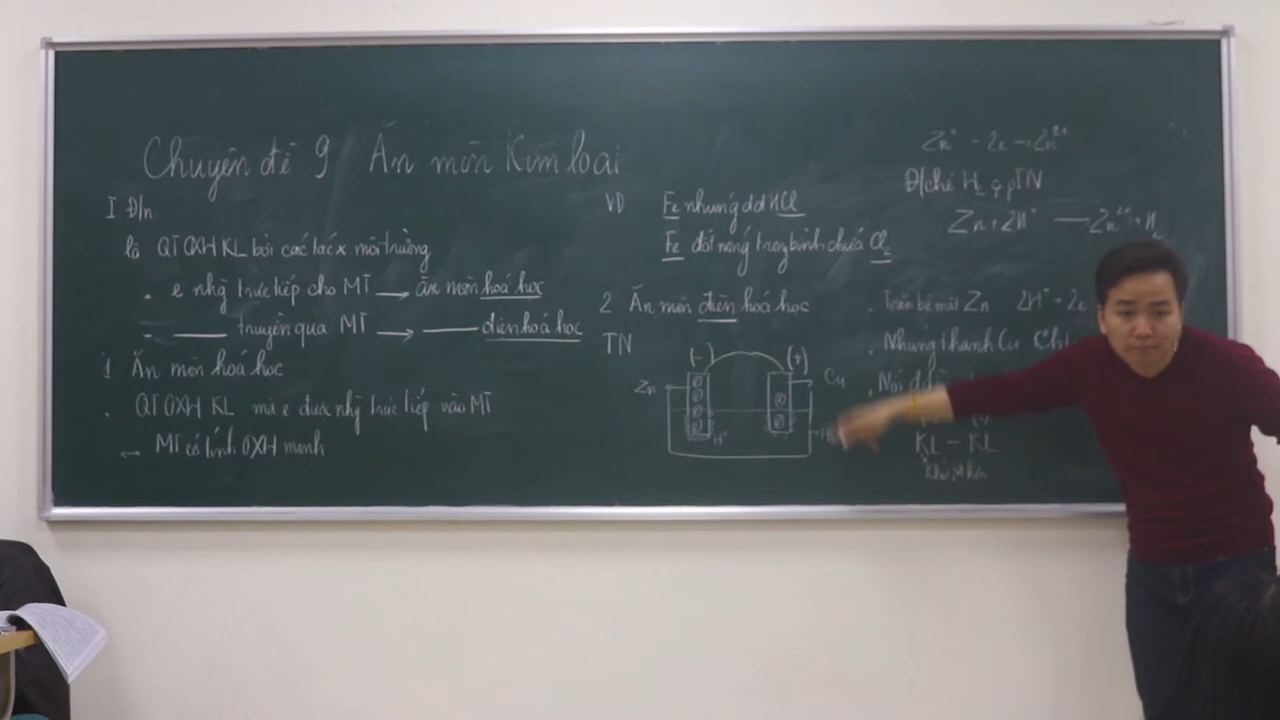 Chuyên đề 9 Ăn mòn Kim loại
I Đ/n
là QT OXH KL bởi các tác x môi trường
. e nhg trực tiếp cho MT → ăn mòn hoá học
- —— truyền qua MT → —— điện hoá học
1 Ăn mòn hoá học
. QT OXH KL mà e được nhg trực tiếp vào MT
↔ MT có tính OXH mạnh
VD Fe nhúng dd HCl
Fe đốt nóng trong bình chứa Cl₂
2 Ăn mòn điện hoá học
TN
(-) (+)
Zn Cu
H⁺
Zn⁰ - 2e → Zn²⁺
Đ/chế H₂ PTN
Zn + 2H⁺ → Zn²⁺ + H₂
. Trên bề mặt Zn 2H⁺ + 2e
. Nhúng thanh Cu
. Nối
KL - KL